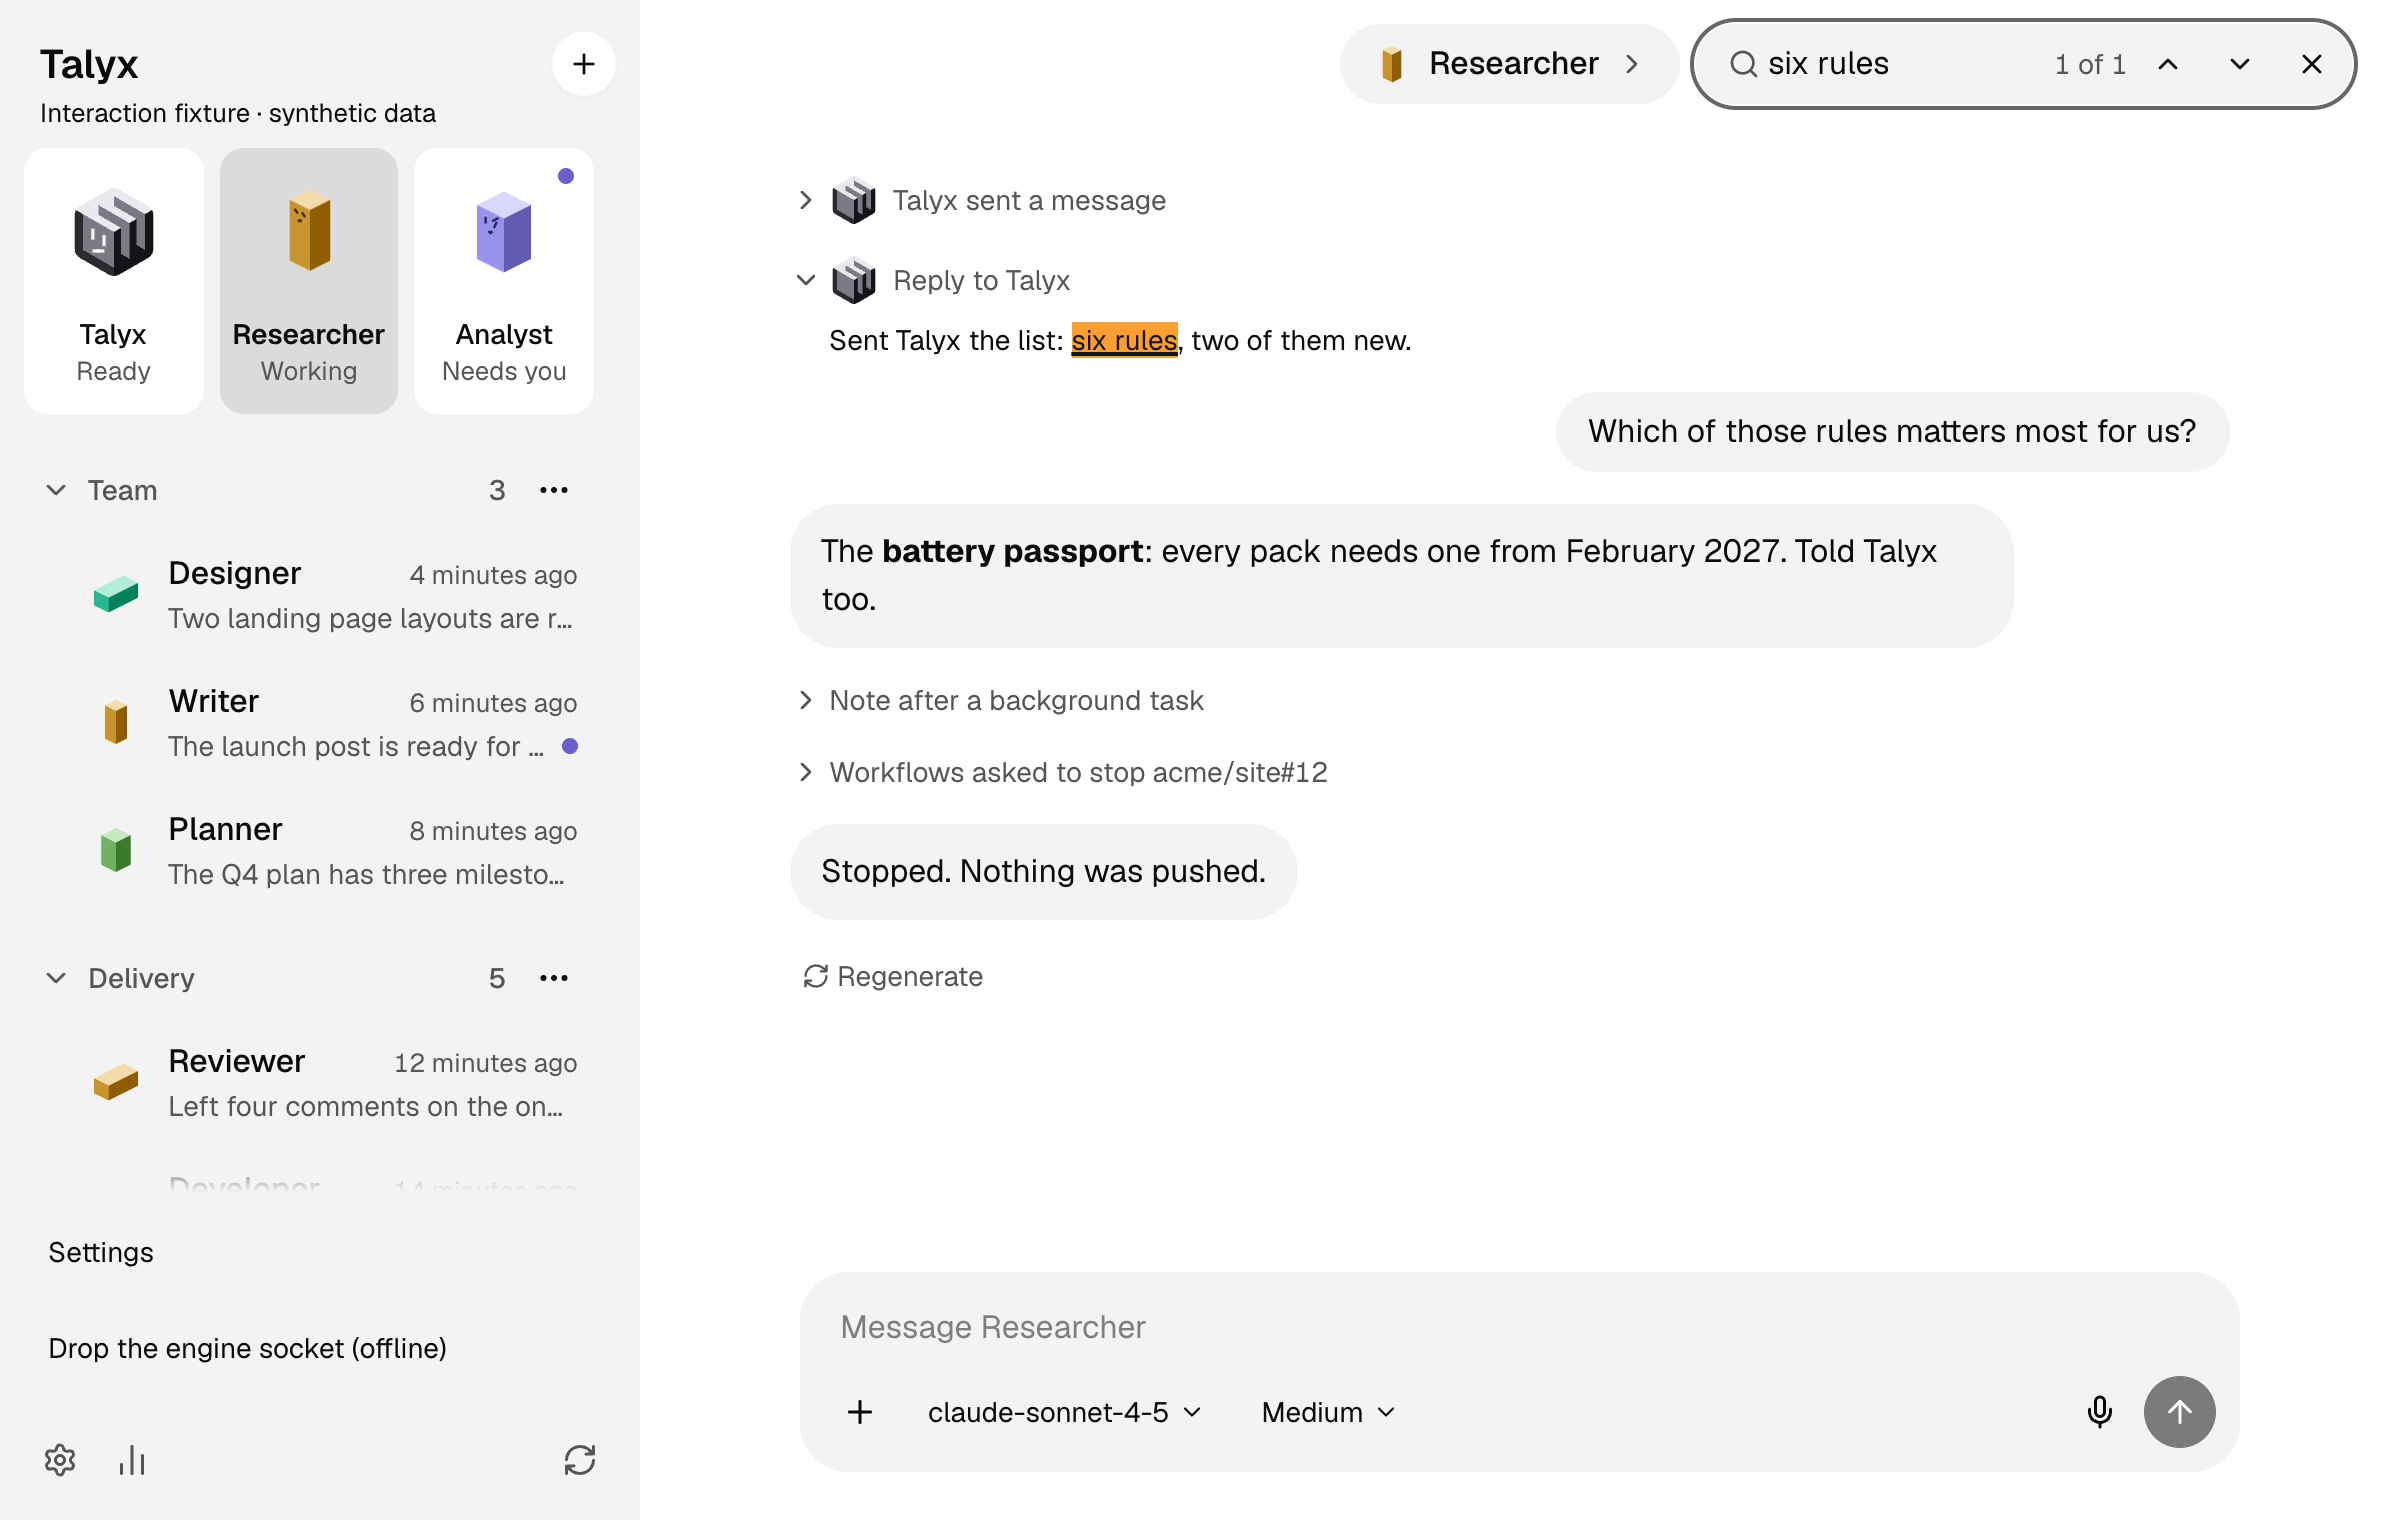 Talyx
Interaction fixture · synthetic data
Talyx
Ready
Researcher
Working
Analyst
Needs you
Team 3
Designer 4 minutes ago
Two landing page layouts are r...
Writer 6 minutes ago
The launch post is ready for ...
Planner 8 minutes ago
The Q4 plan has three milesto...
Delivery 5
Reviewer 12 minutes ago
Left four comments on the on...
Developer 14 minutes ago
Settings
Drop the engine socket (offline)
Researcher
six rules 1 of 1
Talyx sent a message
Reply to Talyx
Sent Talyx the list: six rules, two of them new.
Which of those rules matters most for us?
The battery passport: every pack needs one from February 2027. Told Talyx
too.
Note after a background task
Workflows asked to stop acme/site#12
Stopped. Nothing was pushed.
Regenerate
Message Researcher
claude-sonnet-4-5 Medium